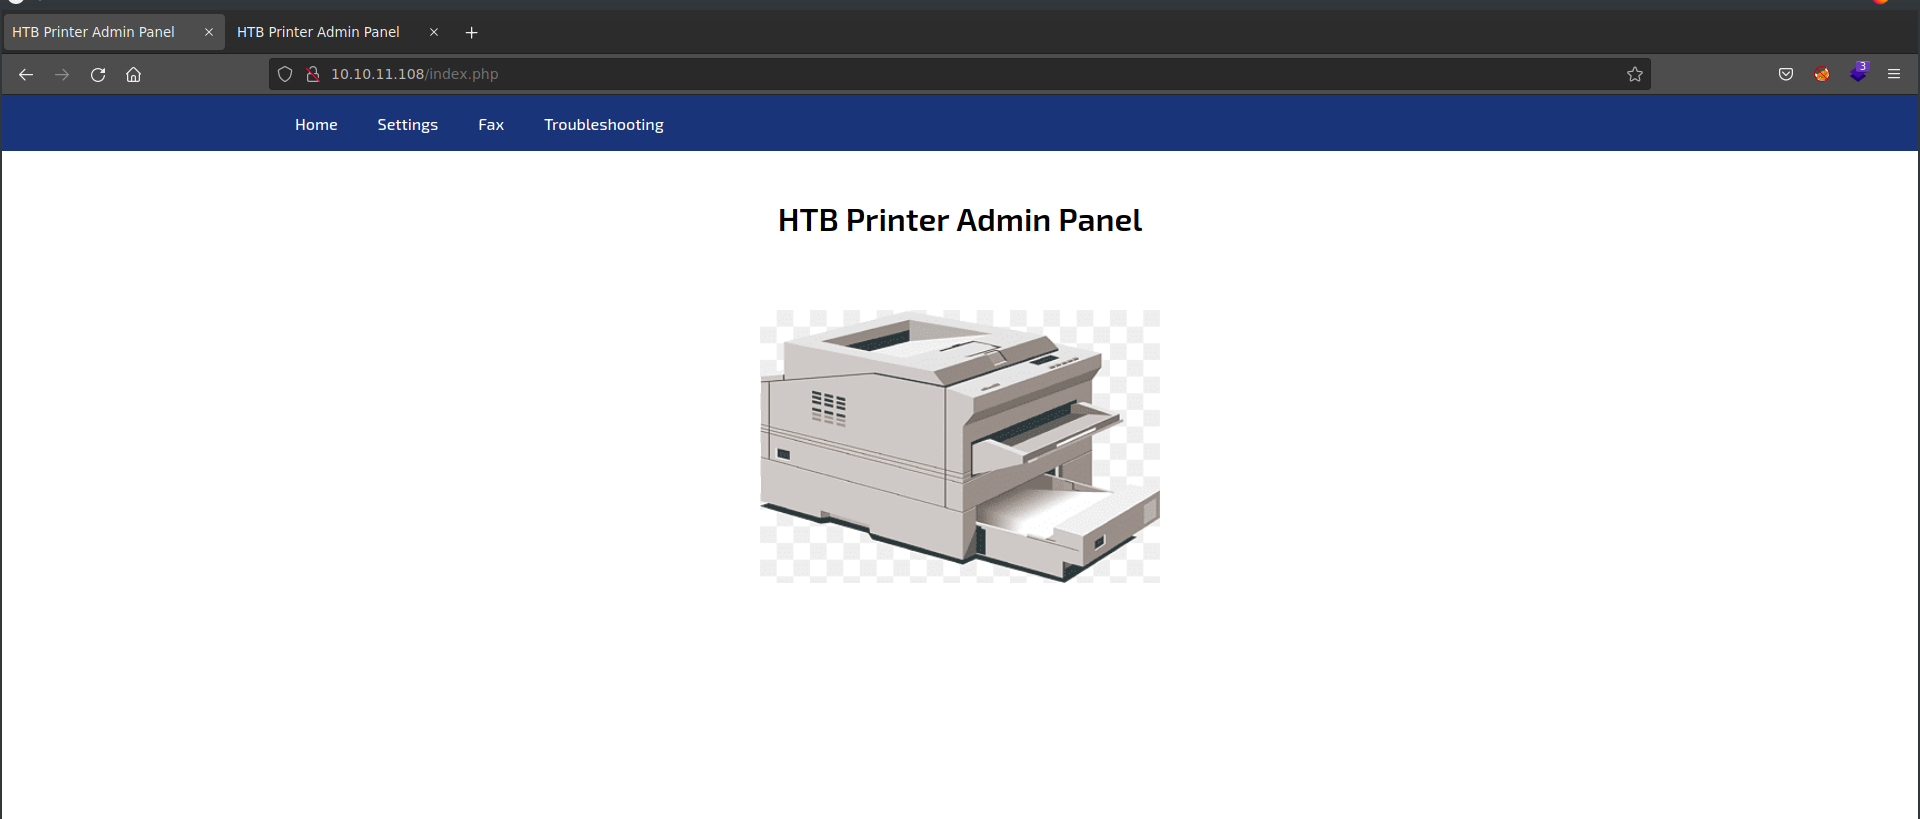 HTB Printer Admin Panel HTB Printer Admin Panel
10.10.11.108/index.php
3
Home Settings Fax Troubleshooting
HTB Printer Admin Panel